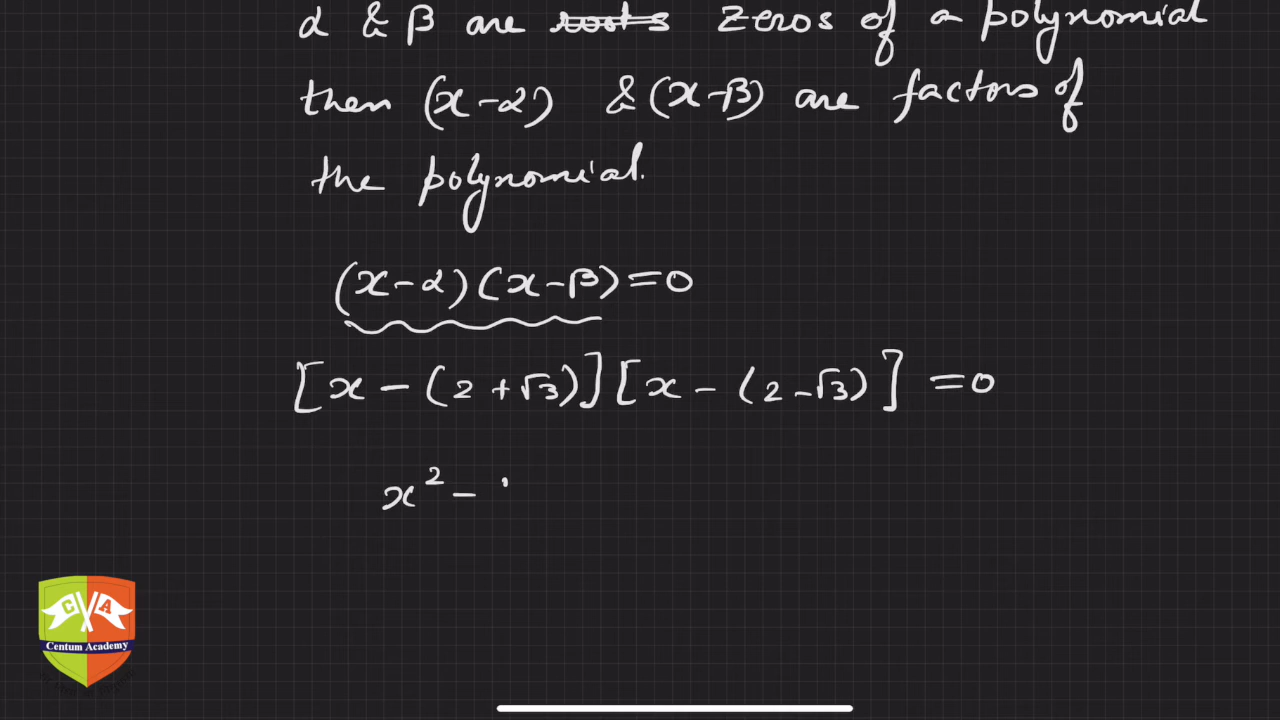 α & β are roots zeros of a polynomial
then (x-α) & (x-β) are factors of
the polynomial.
(x-α)(x-β)=0
[x-(2+√3)][x-(2-√3)] =0
x² -
CA
Centum Academy